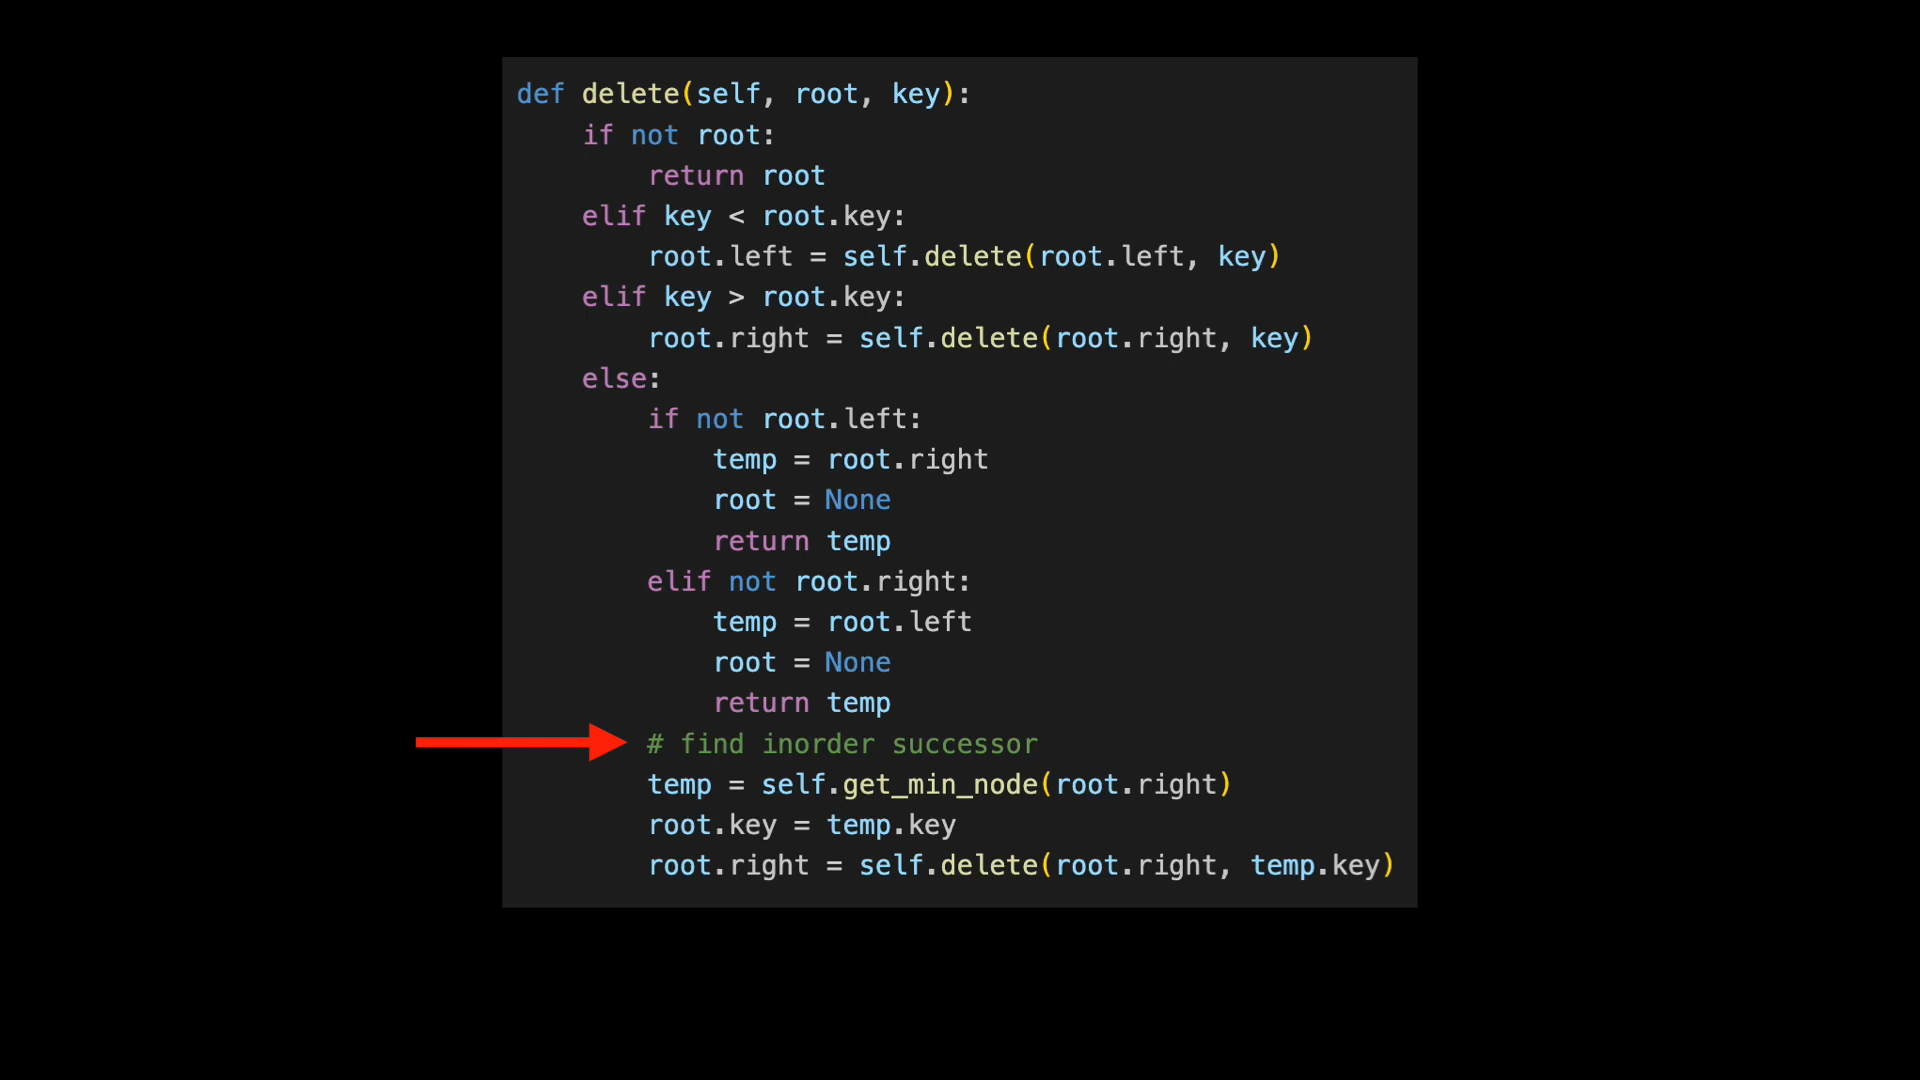 def delete(self, root, key):
    if not root:
        return root
    elif key < root.key:
        root.left = self.delete(root.left, key)
    elif key > root.key:
        root.right = self.delete(root.right, key)
    else:
        if not root.left:
            temp = root.right
            root = None
            return temp
        elif not root.right:
            temp = root.left
            root = None
            return temp
        # find inorder successor
        temp = self.get_min_node(root.right)
        root.key = temp.key
        root.right = self.delete(root.right, temp.key)